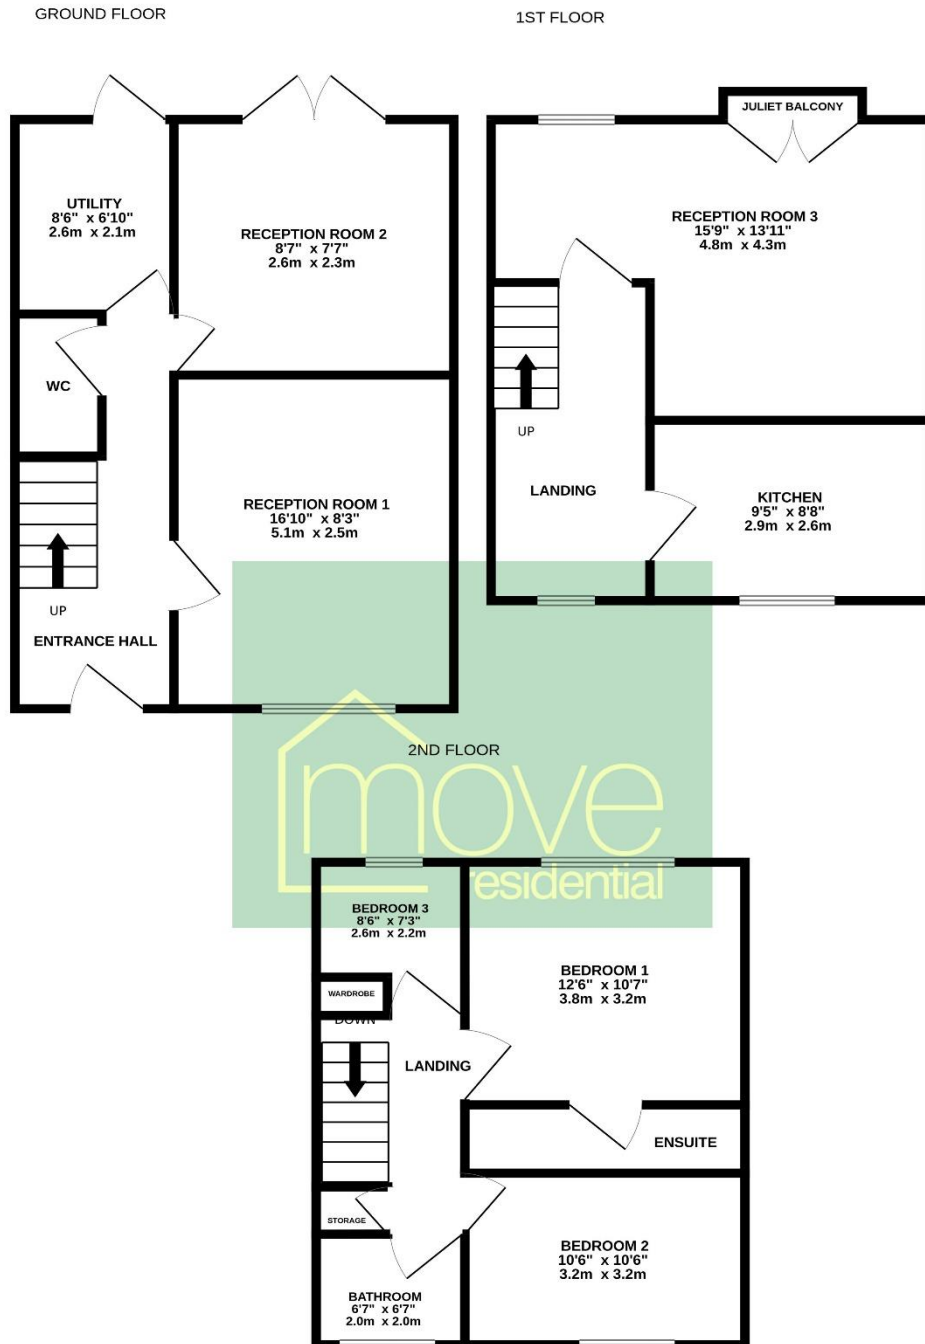 GROUND FLOOR
1ST FLOOR
JULIET BALCONY
UTILITY
8'6" x 6'10"
2.6m x 2.1m
RECEPTION ROOM 2
8'7" x 7'7"
2.6m x 2.3m
RECEPTION ROOM 3
15'9" x 13'11"
4.8m x 4.3m
WC
UP
RECEPTION ROOM 1
16'10" x 8'3"
5.1m x 2.5m
LANDING
KITCHEN
9'5" x 8'8"
2.9m x 2.6m
UP
ENTRANCE HALL
2ND FLOOR
move
residential
BEDROOM 3
8'6" x 7'3"
2.6m x 2.2m
BEDROOM 1
12'6" x 10'7"
3.8m x 3.2m
WARDROBE
DOWN
LANDING
ENSUITE
STORAGE
BEDROOM 2
10'6" x 10'6"
3.2m x 3.2m
BATHROOM
6'7" x 6'7"
2.0m x 2.0m